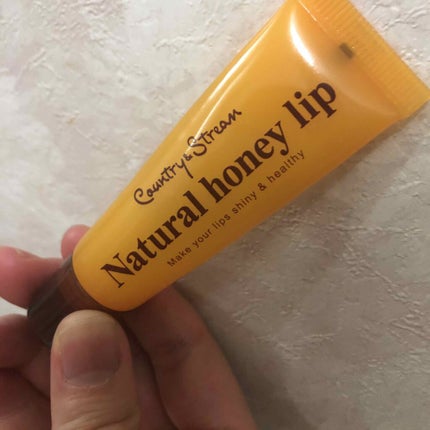 Country & Stream
Natural honey lip
Make your lips shiny & healthy